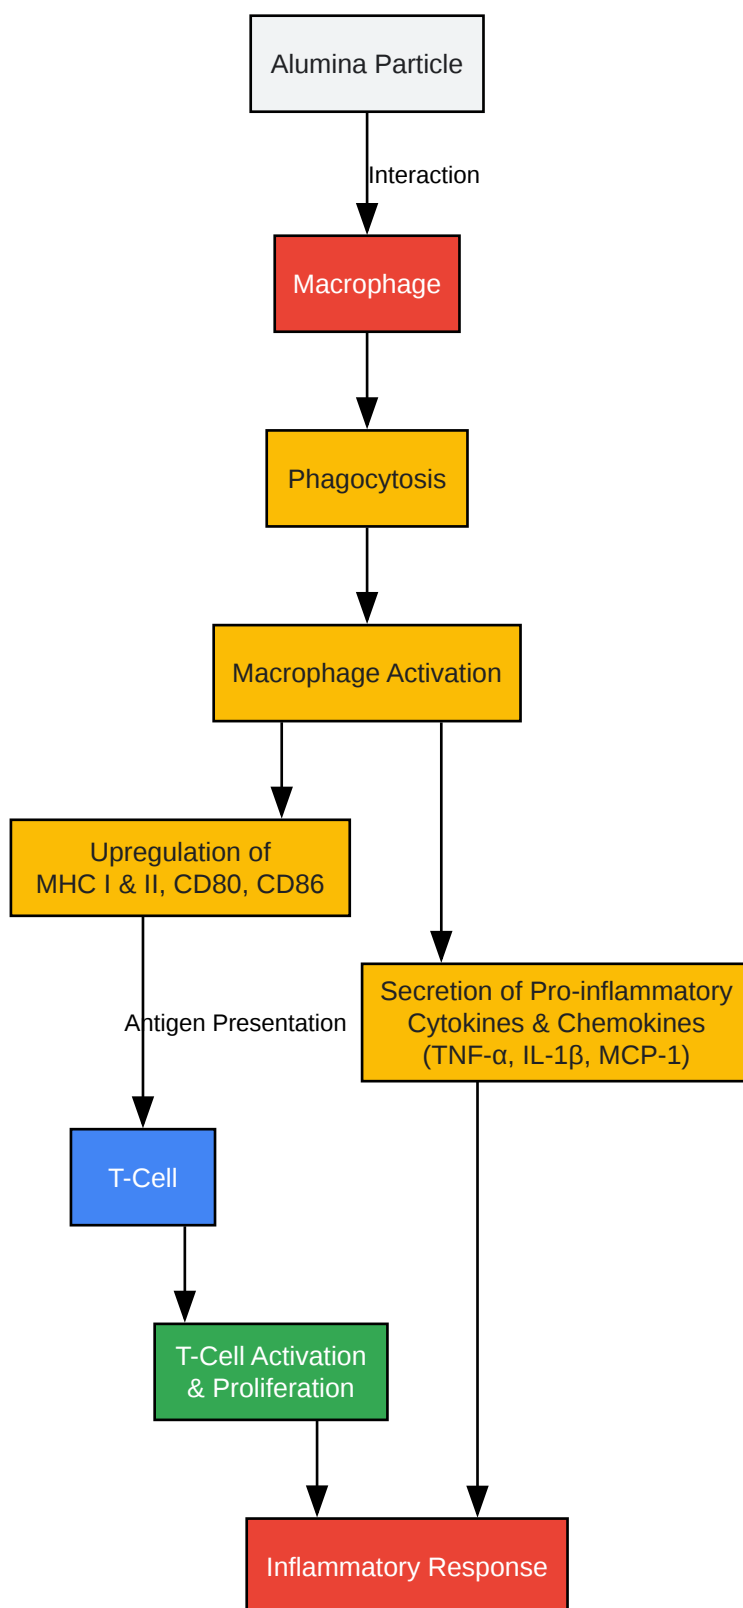 Alumina Particle
Interaction
Macrophage
Phagocytosis
Macrophage Activation
Upregulation of
MHC I & II, CD80, CD86
Secretion of Pro-inflammatory
Cytokines & Chemokines
(TNF-α, IL-1β, MCP-1)
Antigen Presentation
T-Cell
T-Cell Activation
& Proliferation
Inflammatory Response